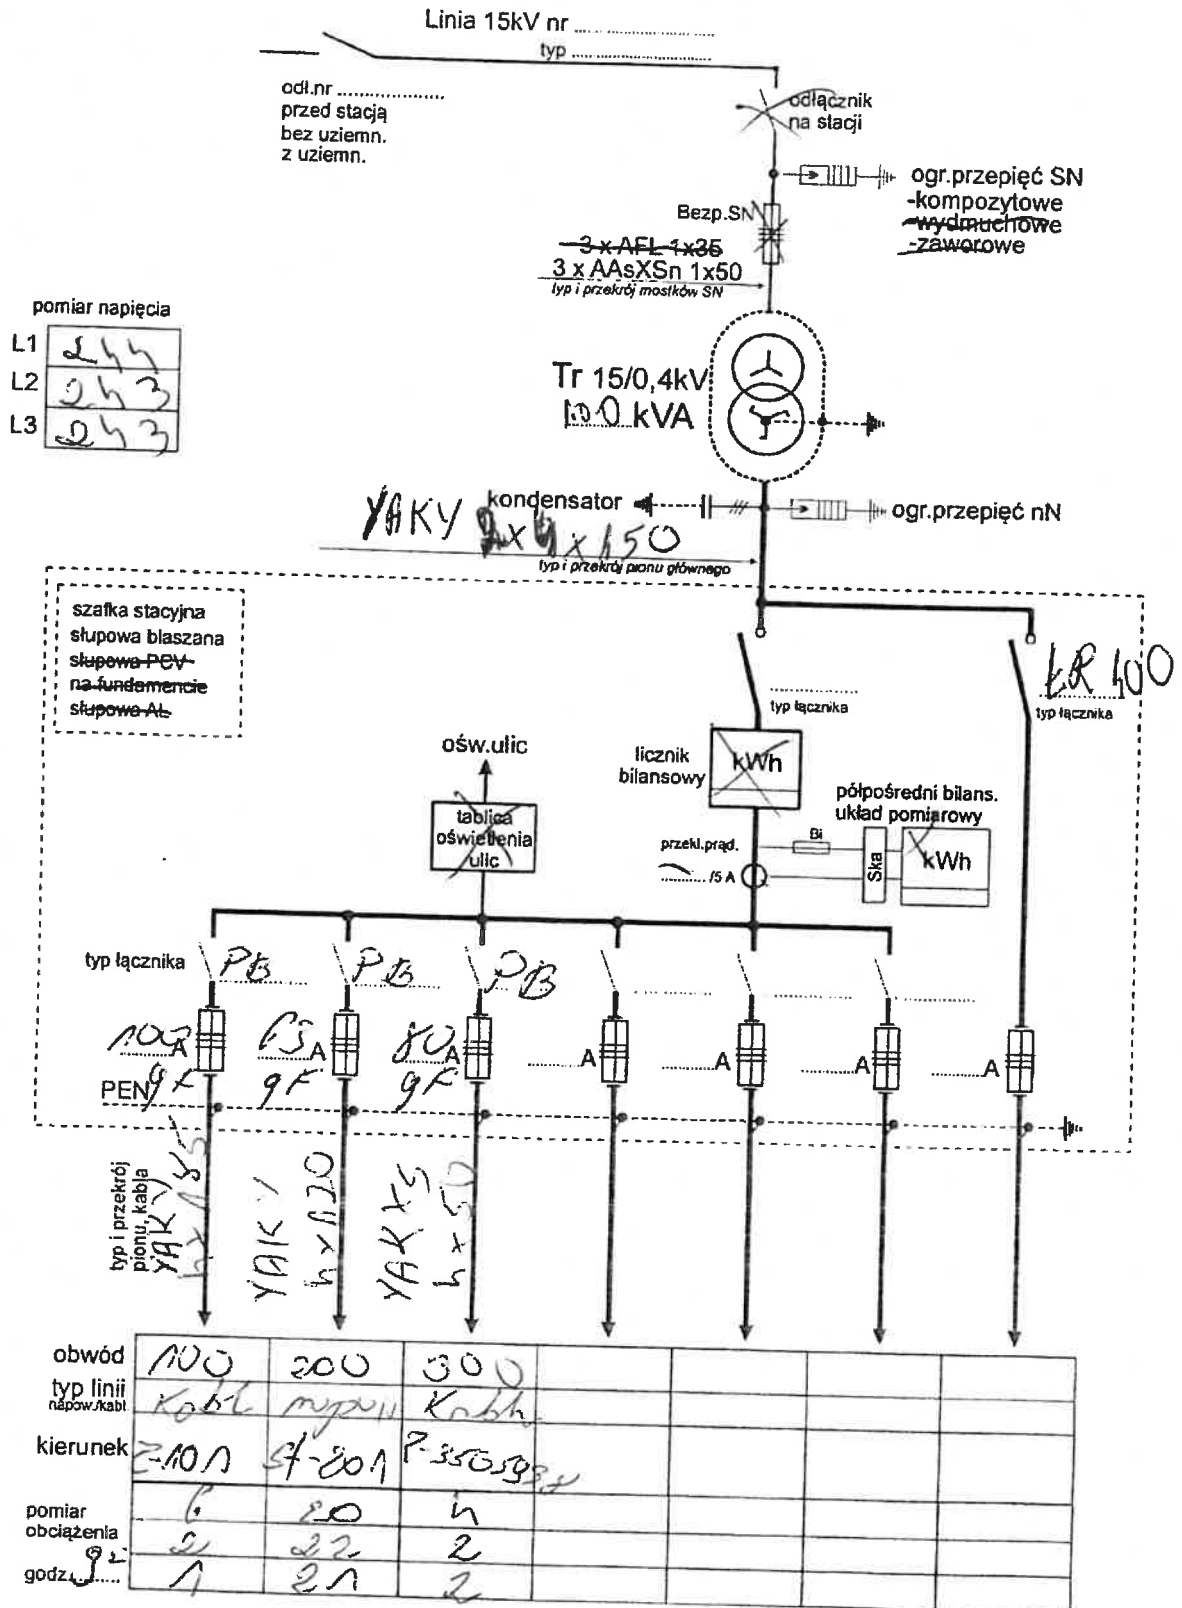 Linia 15kV nr ........................
typ ........................
odł.nr ........................
przed stacją
bez uziemn.
z uziemn.
odłącznik
na stacji
ogr.przepięć SN
-kompozytowe
-wydmuchowe
-zaworowe
Bezp.SN
3 x AFL 1x35
3 x AAsXSn 1x50
typ i przekrój mostków SN
pomiar napięcia
L1 244
L2 243
L3 243
Tr 15/0,4kV
100 kVA
kondensator
ogr.przepięć nN
YAKY
typ i przekrój pionu głównego
szafka stacyjna
słupowa blaszana
słupowa PCV
na fundamencie
słupowa AL
typ łącznika
ŁR 400
typ łącznika
ośw.ulic
licznik
bilansowy
kWh
tablica
oświetlenia
ulic
półpośredni bilans.
układ pomiarowy
przekł.prąd.
/5 A
Bi
Ska
kWh
typ łącznika PB PB PB
100 A 63 A 80 A A A A A
gF gF gF
PEN
typ i przekrój
pionu, kabla
YAKY 4x185
YAKY 4x120
YAKXS 4x50
obwód 100 200 300
typ linii
napow./kabl.
kierunek Z-101 St-201
pomiar
obciążenia
6 20 4
2 22 2
godz.
1 21 2